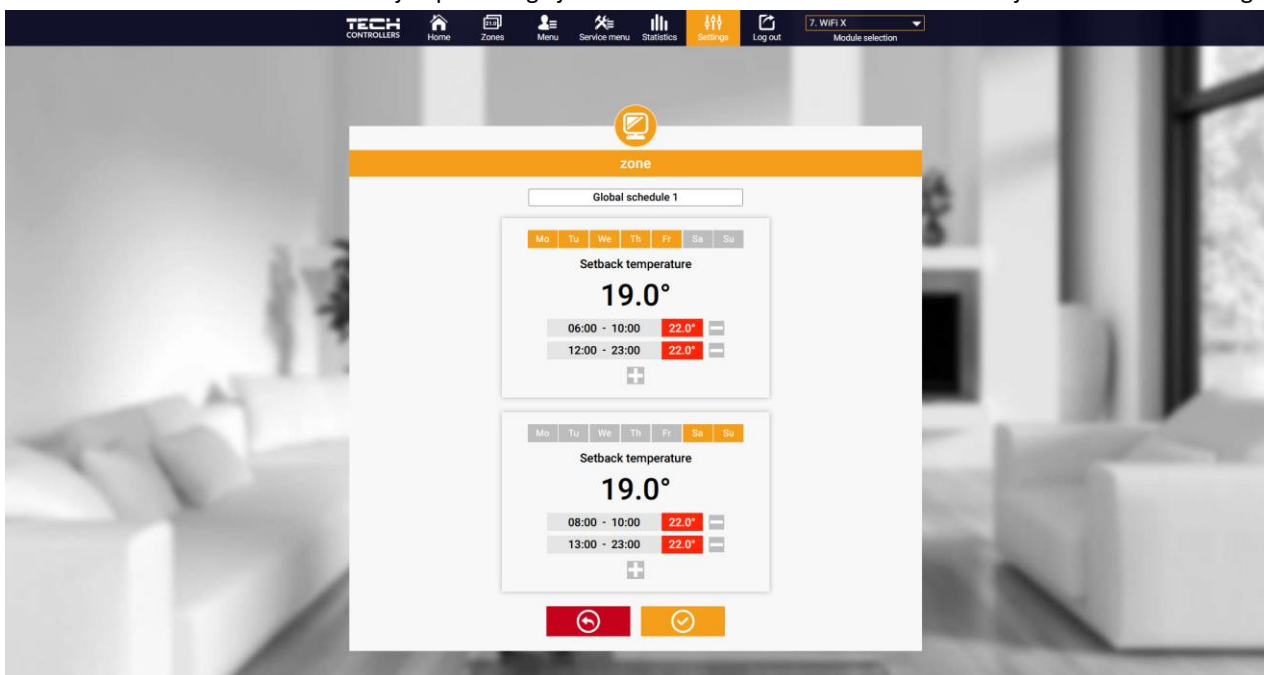 TECH
CONTROLLERS
Home
Zones
Menu
Service menu
Statistics
Settings
Log out
7. WiFi X
Module selection
zone
Global schedule 1
Mo Tu We Th Fr Sa Su
Setback temperature
19.0°
06:00 - 10:00 22.0°
12:00 - 23:00 22.0°
Mo Tu We Th Fr Sa Su
Setback temperature
19.0°
08:00 - 10:00 22.0°
13:00 - 23:00 22.0°